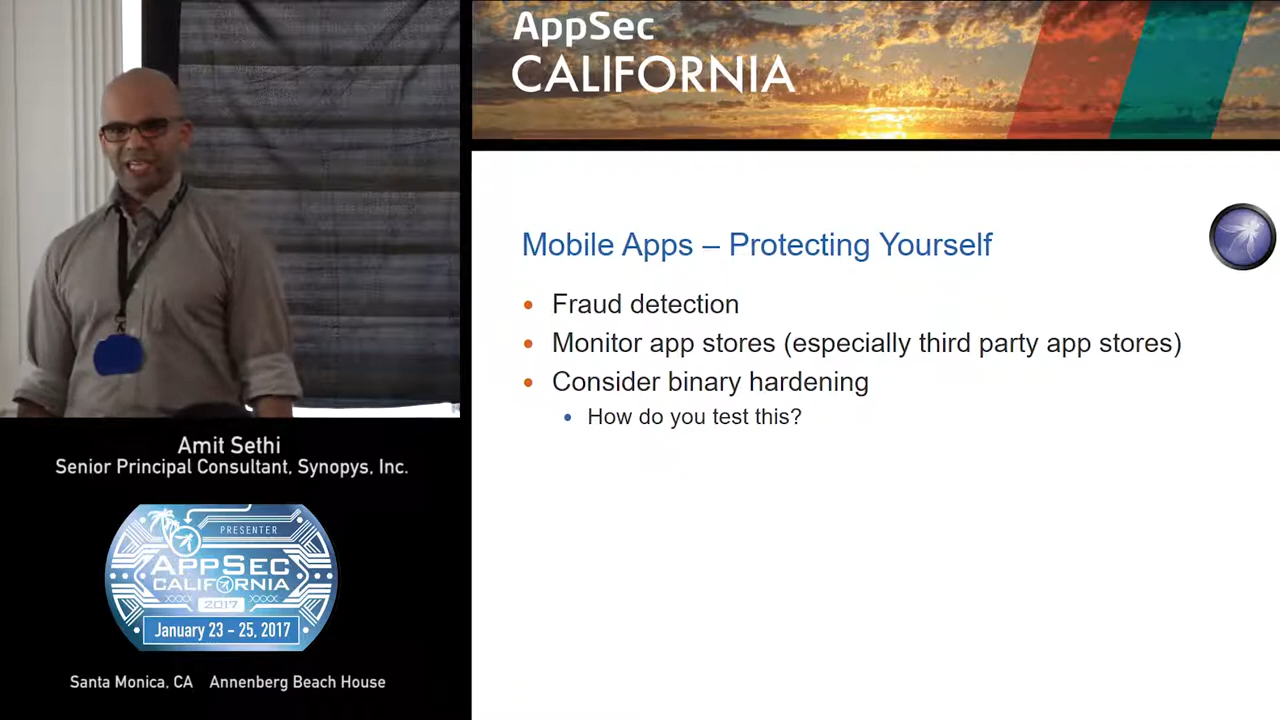 AppSec
CALIFORNIA
Mobile Apps – Protecting Yourself
• Fraud detection
• Monitor app stores (especially third party app stores)
• Consider binary hardening
• How do you test this?
Amit Sethi
Senior Principal Consultant, Synopys, Inc.
PRESENTER
APPSEC
CALIFORNIA
2017
January 23 - 25, 2017
Santa Monica, CA Annenberg Beach House